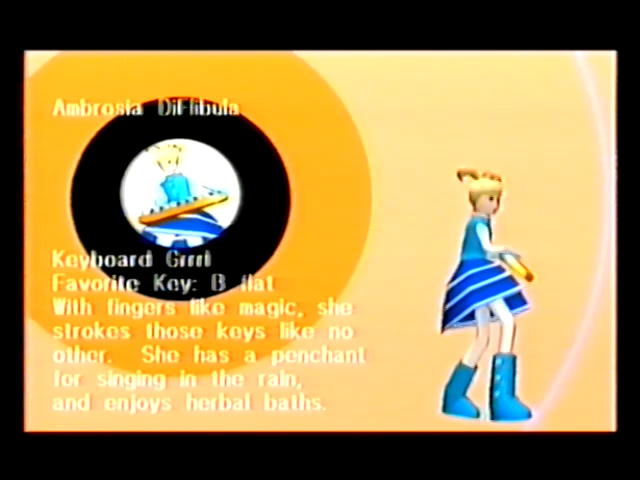 Ambrosia DiFibula
Keyboard Grrrl
Favorite Key: B flat
With fingers like magic, she
strokes those keys like no
other. She has a penchant
for singing in the rain,
and enjoys herbal baths.